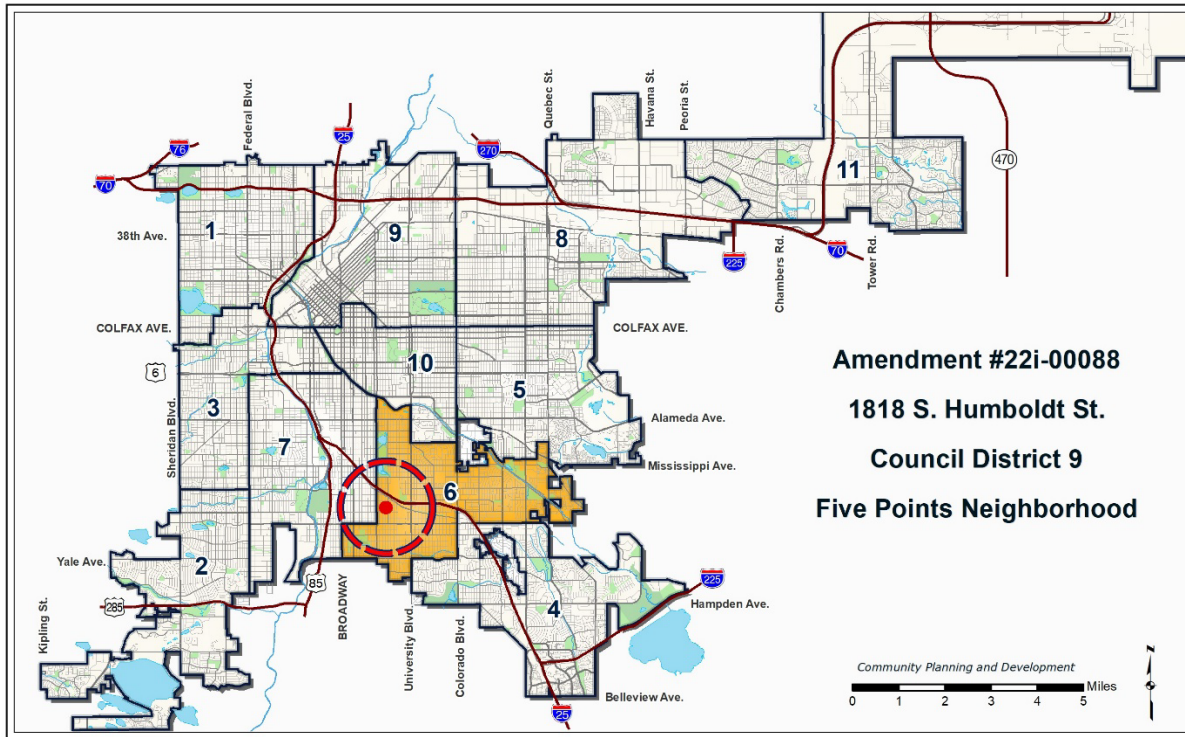 Federal Blvd.
25
Quebec St.
Havana St.
Peoria St.
76
270
70
470
11
1
9
8
38th Ave.
225
Chambers Rd.
70
Tower Rd.
COLFAX AVE.
COLFAX AVE.
6
10
5
3
Sheridan Blvd.
7
Alameda Ave.
Mississippi Ave.
6
2
Yale Ave.
85
285
Kipling St.
BROADWAY
University Blvd.
Colorado Blvd.
4
225
Hampden Ave.
Belleview Ave.
25
Amendment #22i-00088
1818 S. Humboldt St.
Council District 9
Five Points Neighborhood
Community Planning and Development
Miles
0 1 2 3 4 5
N